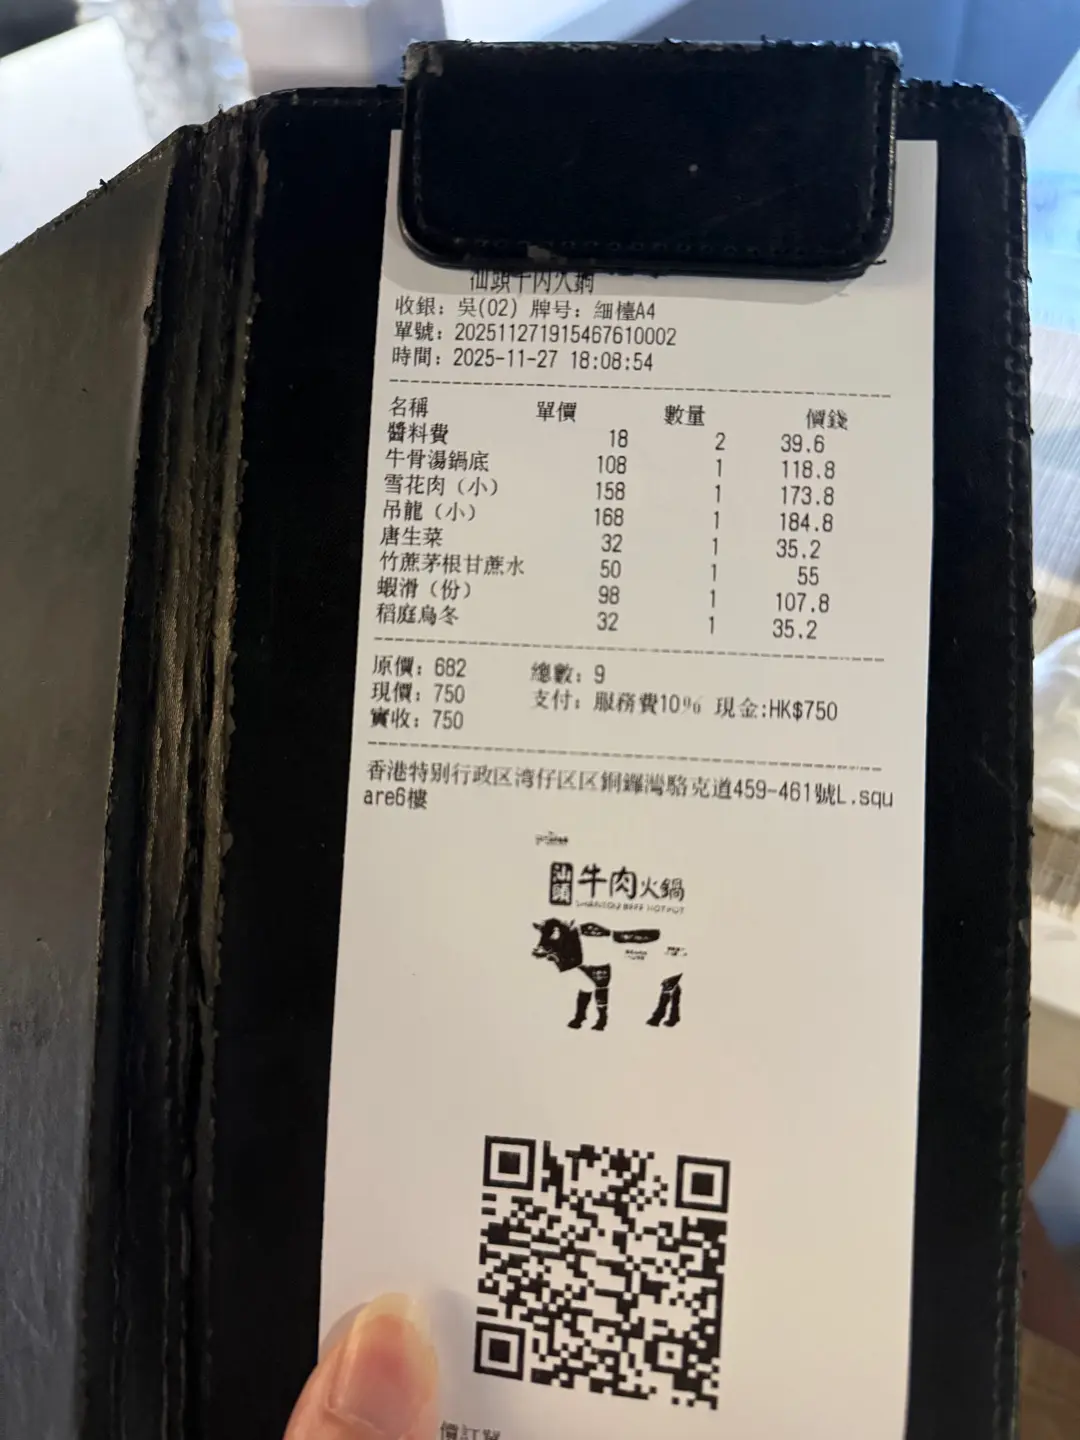 汕頭牛肉火鍋
收銀：吳(02) 牌号：細檯A4
單號：202511271915467610002
時間：2025-11-27 18:08:54
名稱 單價 數量 價錢
醬料費 18 2 39.6
牛骨湯鍋底 108 1 118.8
雪花肉（小） 158 1 173.8
吊龍（小） 168 1 184.8
唐生菜 32 1 35.2
竹蔗茅根甘蔗水 50 1 55
蝦滑（份） 98 1 107.8
稻庭烏冬 32 1 35.2
原價：682 總數：9
現價：750 支付：服務費10% 現金:HK$750
實收：750
香港特别行政区湾仔区区銅鑼灣駱克道459-461號L.squ
are6樓
汕頭牛肉火鍋
SHANTOU BEEF HOTPOT